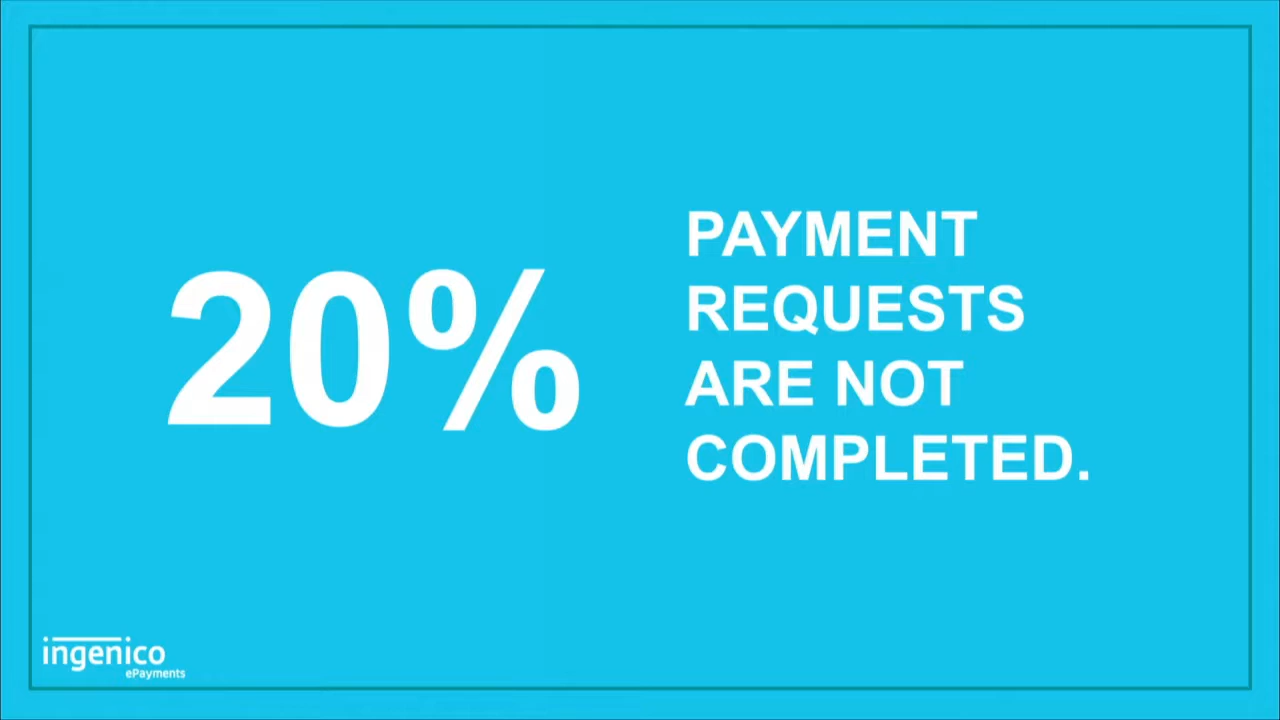 20%
PAYMENT
REQUESTS
ARE NOT
COMPLETED.
ingenico
ePayments